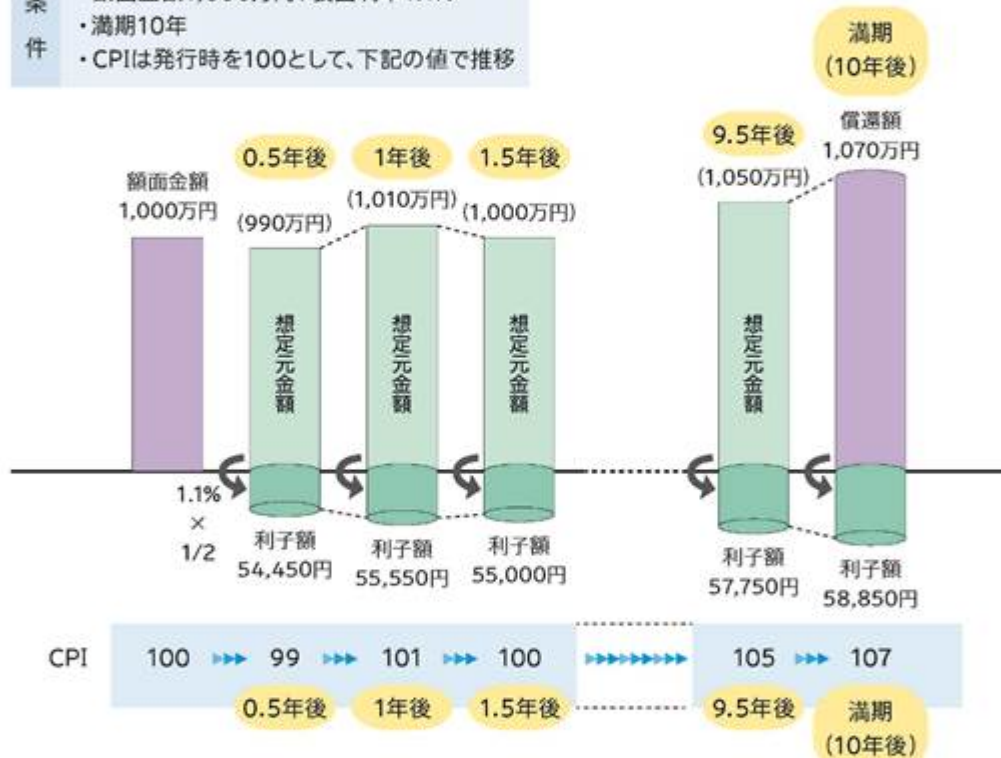 条
件
・満期10年
・CPIは発行時を100として、下記の値で推移
満期
(10年後)
償還額
1,070万円
0.5年後
1年後
1.5年後
9.5年後
額面金額
1,000万円
(990万円)
(1,010万円)
(1,000万円)
(1,050万円)
想定元金額
想定元金額
想定元金額
想定元金額
1.1%
×
1/2
利子額
54,450円
利子額
55,550円
利子額
55,000円
利子額
57,750円
利子額
58,850円
CPI 100 99 101 100 105 107
0.5年後
1年後
1.5年後
9.5年後
満期
(10年後)